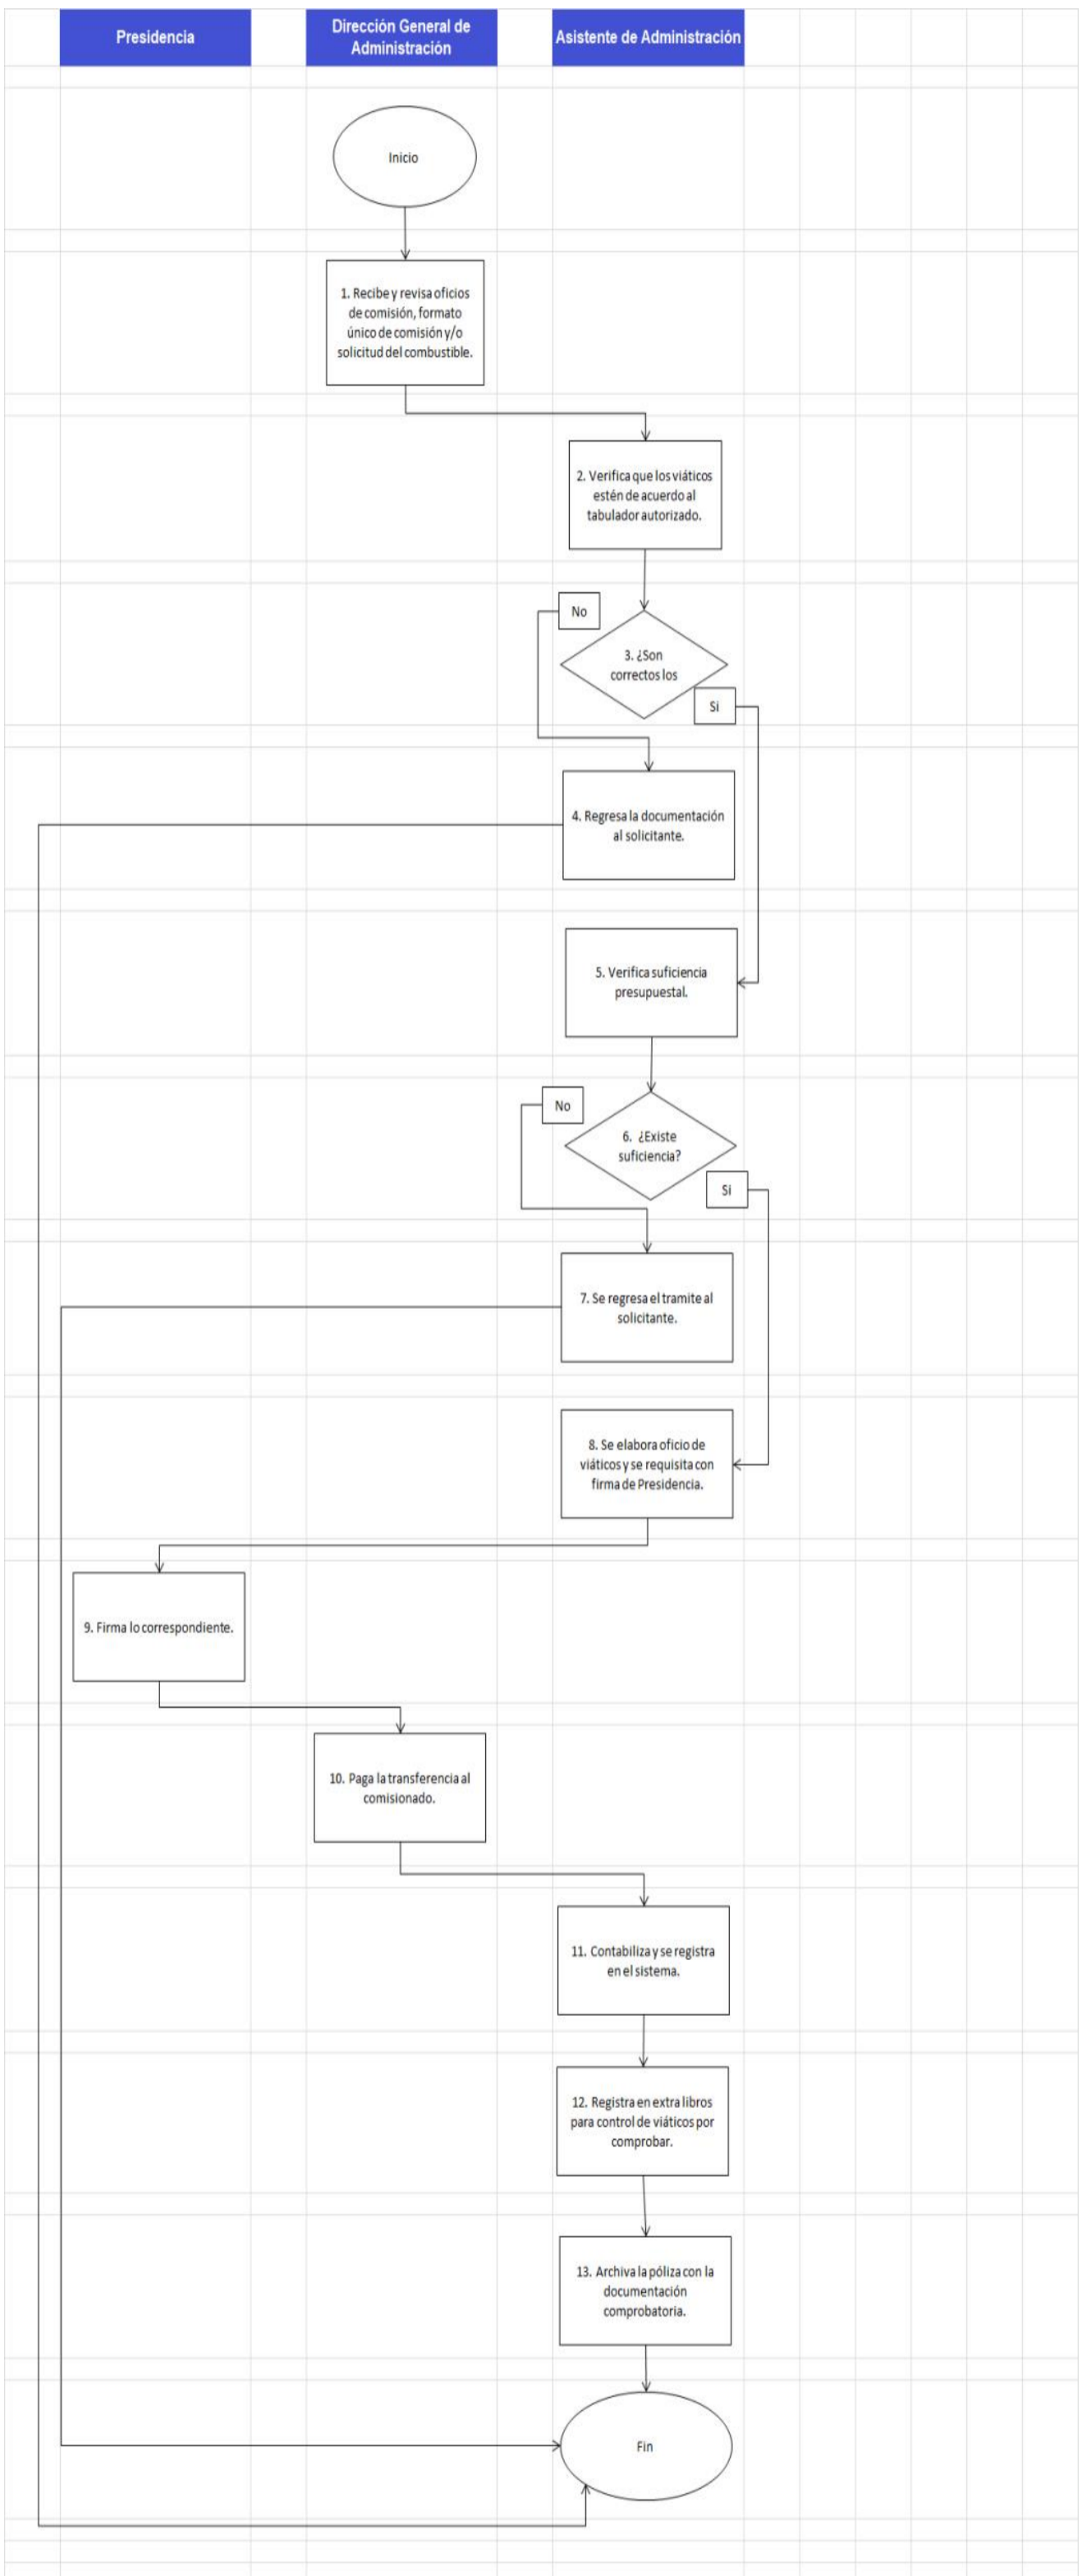 Presidencia
Dirección General de
Administración
Asistente de Administración
Inicio
1. Recibe y revisa oficios
de comisión, formato
único de comisión y/o
solicitud del combustible.
2. Verifica que los viáticos
estén de acuerdo al
tabulador autorizado.
No
3. ¿Son
correctos los
Si
4. Regresa la documentación
al solicitante.
5. Verifica suficiencia
presupuestal.
No
6. ¿Existe
suficiencia?
Si
7. Se regresa el tramite al
solicitante.
8. Se elabora oficio de
viáticos y se requisita con
firma de Presidencia.
9. Firma lo correspondiente.
10. Paga la transferencia al
comisionado.
11. Contabiliza y se registra
en el sistema.
12. Registra en extra libros
para control de viáticos por
comprobar.
13. Archiva la póliza con la
documentación
comprobatoria.
Fin